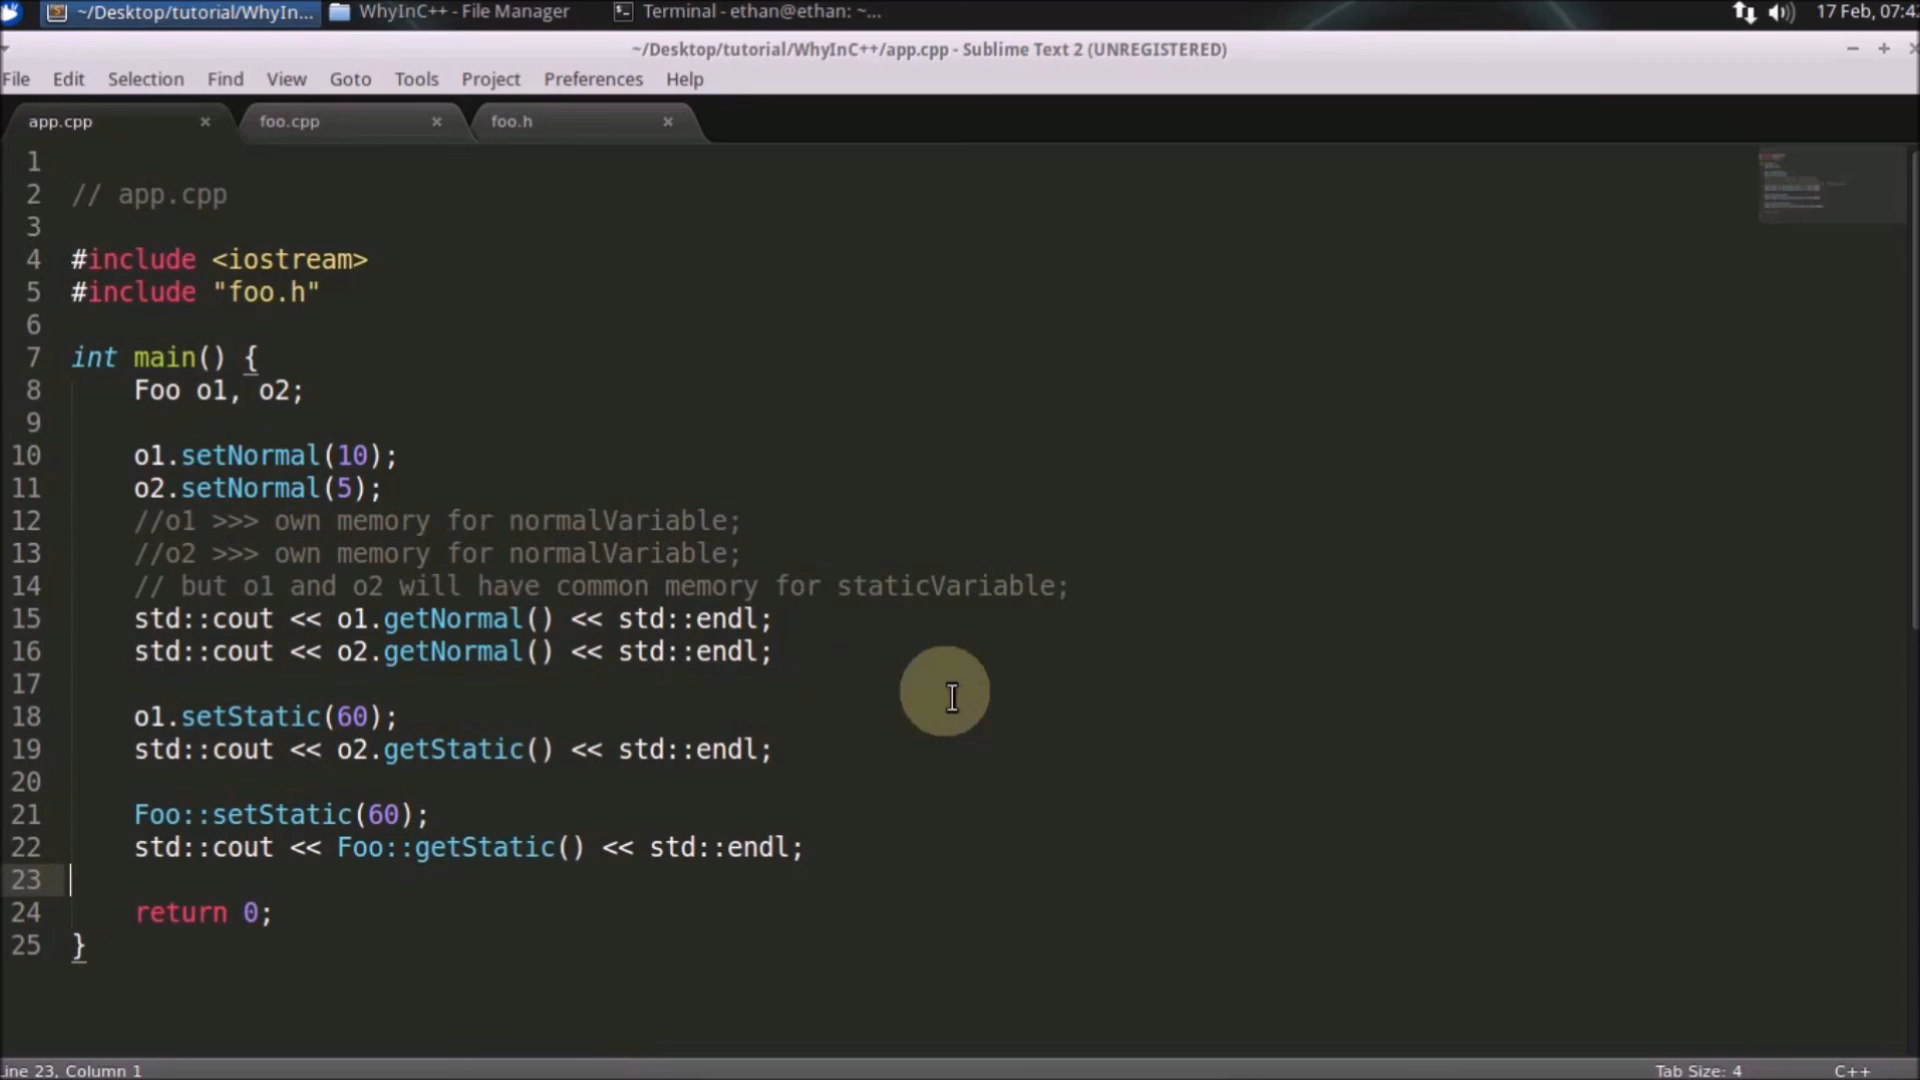 ~/Desktop/tutorial/WhyIn... WhyInC++ - File Manager Terminal - ethan@ethan: ~... 17 Feb, 07:4
~/Desktop/tutorial/WhyInC++/app.cpp - Sublime Text 2 (UNREGISTERED)
File Edit Selection Find View Goto Tools Project Preferences Help
app.cpp foo.cpp foo.h
1
2 // app.cpp
3
4 #include <iostream>
5 #include "foo.h"
6
7 int main() {
8 Foo o1, o2;
9
10 o1.setNormal(10);
11 o2.setNormal(5);
12 //o1 >>> own memory for normalVariable;
13 //o2 >>> own memory for normalVariable;
14 // but o1 and o2 will have common memory for staticVariable;
15 std::cout << o1.getNormal() << std::endl;
16 std::cout << o2.getNormal() << std::endl;
17
18 o1.setStatic(60);
19 std::cout << o2.getStatic() << std::endl;
20
21 Foo::setStatic(60);
22 std::cout << Foo::getStatic() << std::endl;
23
24 return 0;
25 }
ine 23, Column 1 Tab Size: 4 C++